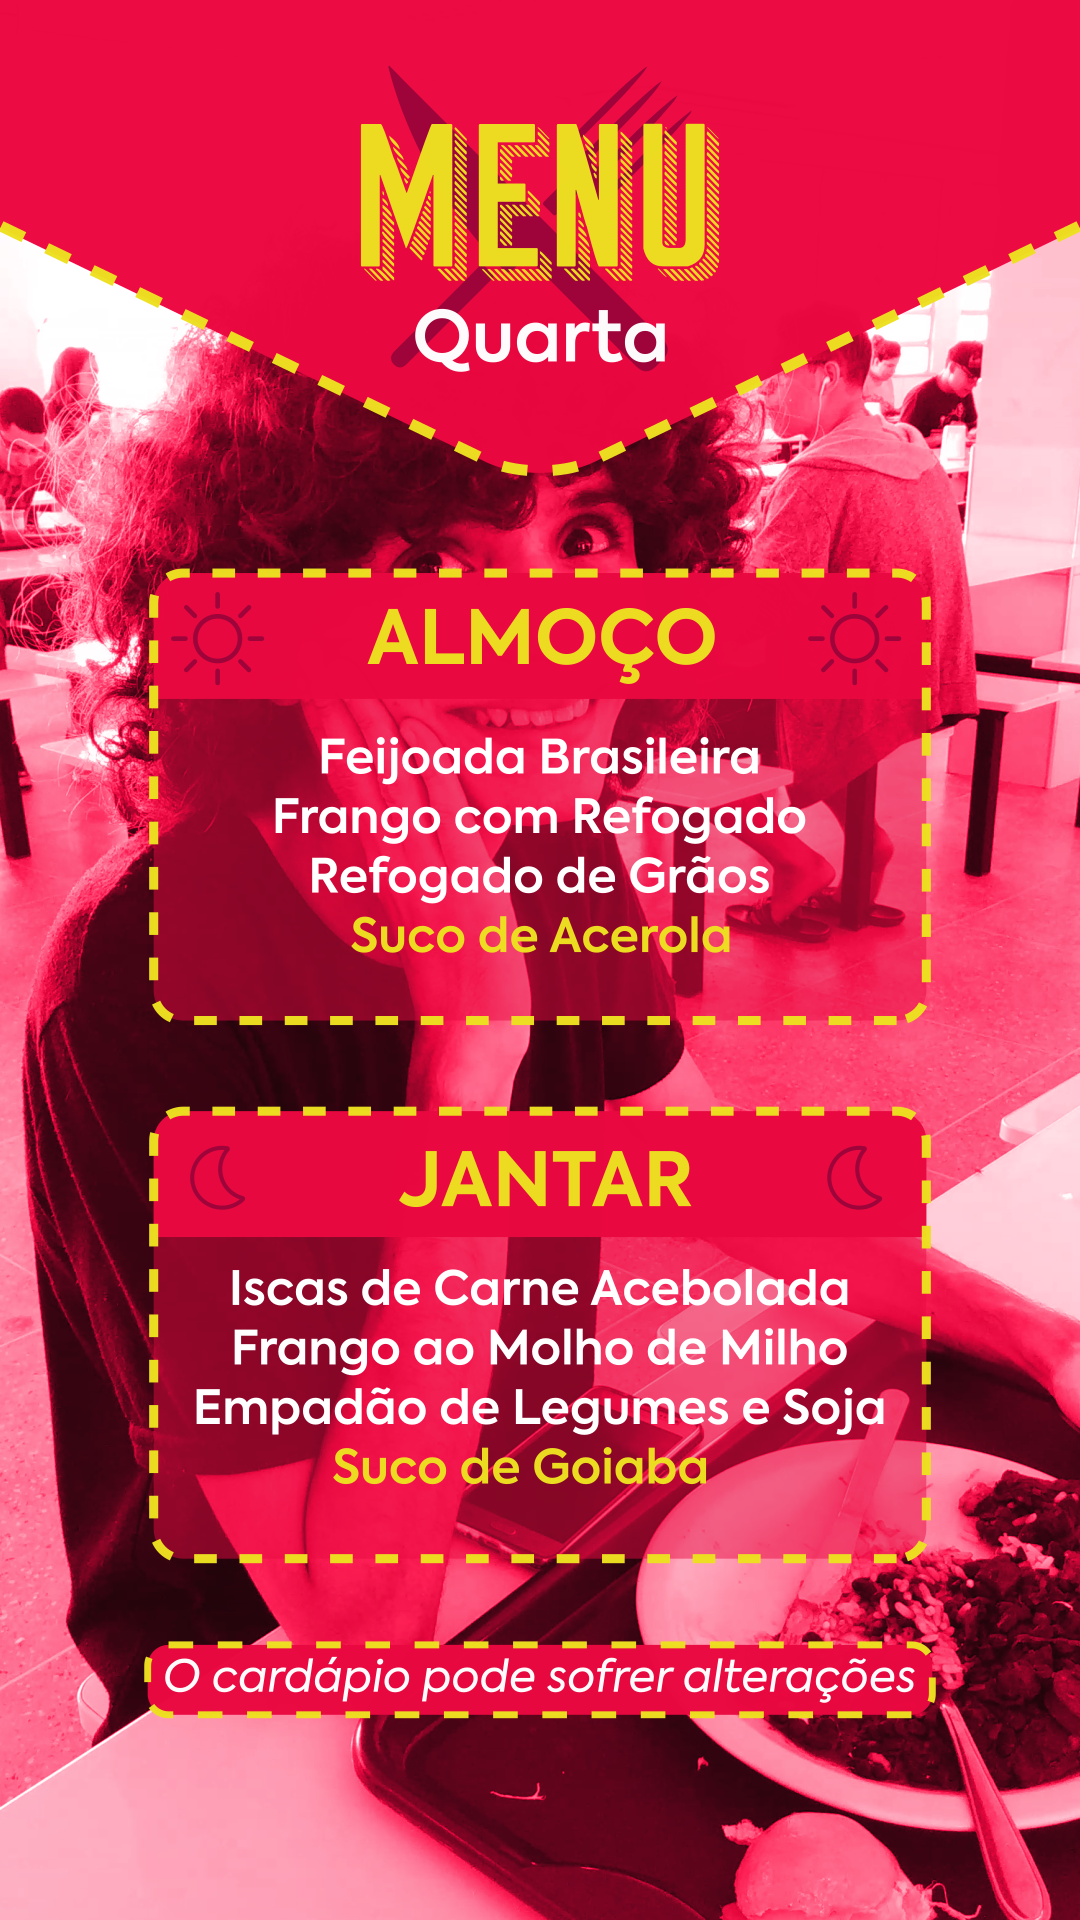 MENU
Quarta
ALMOÇO
Feijoada Brasileira
Frango com Refogado
Refogado de Grãos
Suco de Acerola
JANTAR
Iscas de Carne Acebolada
Frango ao Molho de Milho
Empadão de Legumes e Soja
Suco de Goiaba
O cardápio pode sofrer alterações